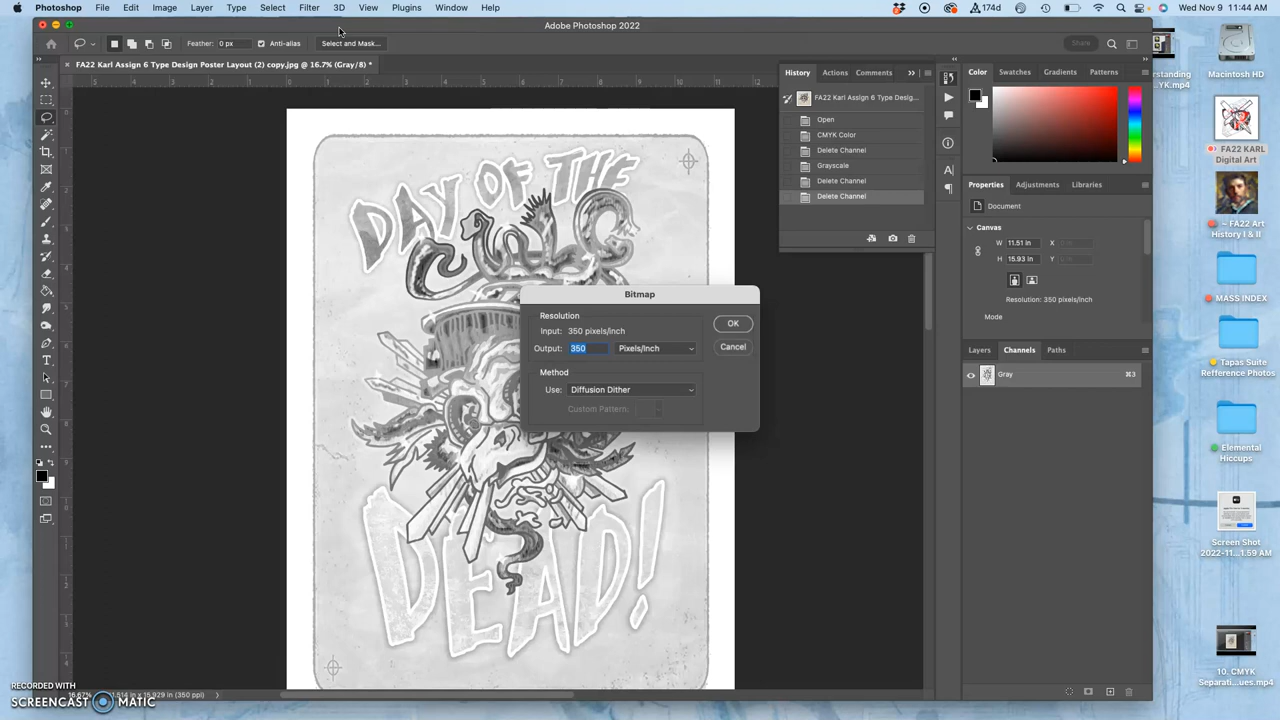 Photoshop File Edit Image Layer Type Select Filter 3D View Plugins Window Help
Wed Nov 9 11:44 AM
Adobe Photoshop 2022
Feather: 0 px Anti-alias Select and Mask... Share
FA22 Karl Assign 6 Type Design Poster Layout (2) copy.jpg @ 16.7% (Gray/8) *
History Actions Comments
FA22 Karl Assign 6 Type Desig...
Open
CMYK Color
Delete Channel
Grayscale
Delete Channel
Delete Channel
Color Swatches Gradients Patterns
Properties Adjustments Libraries
Document
Canvas
W 11.51 in X
H 15.93 in Y
Resolution: 350 pixels/inch
Mode
Layers Channels Paths
Gray ⌘3
Bitmap
Resolution
Input: 350 pixels/inch
Output: 350 Pixels/Inch
Method
Use: Diffusion Dither
Custom Pattern:
OK
Cancel
DAY OF THE
DEAD!
Macintosh HD
FA22 KARL
Digital Art
~ FA22 Art
History I & II
MASS INDEX
Tapas Suite
Refference Photos
Elemental
Hiccups
Screen Shot
2022-11...1.59 AM
10. CMYK
Separati...ues.mp4
RECORDED WITH
SCREENCAST MATIC